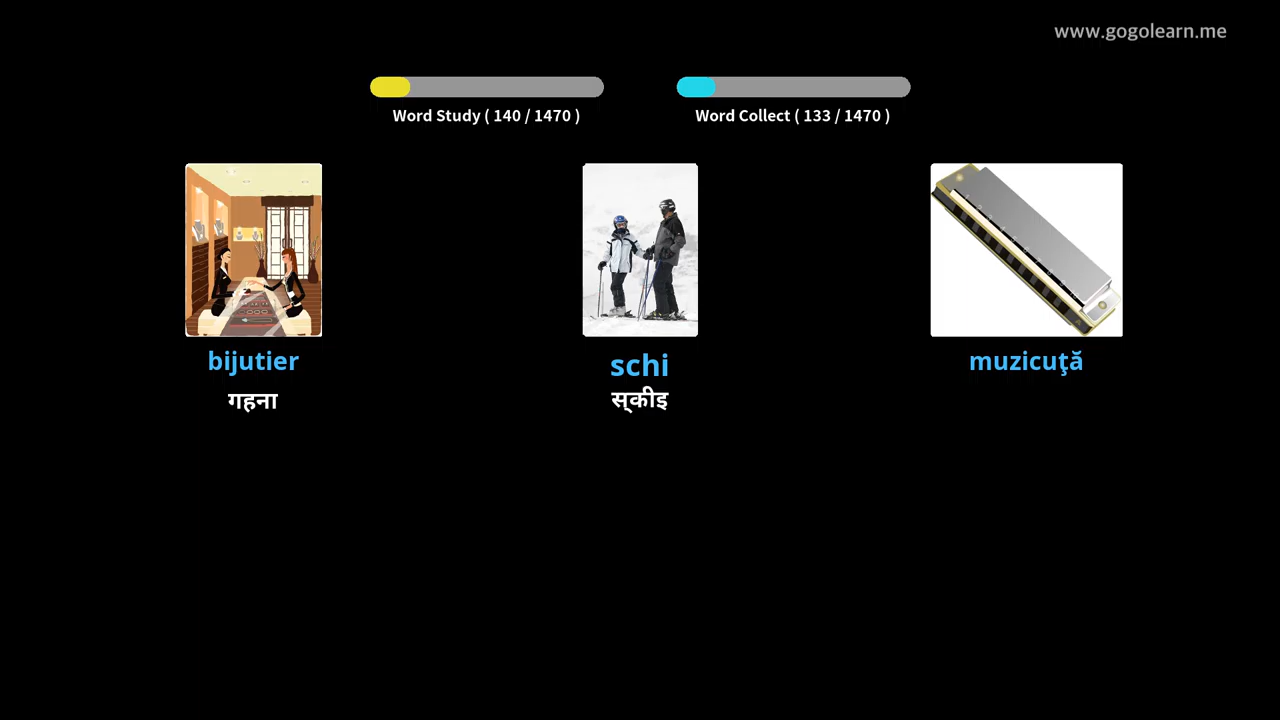 www.gogolearn.me
Word Study ( 140 / 1470 )
Word Collect ( 133 / 1470 )
bijutier
schi
muzicuţă
गहना
स्कीइ